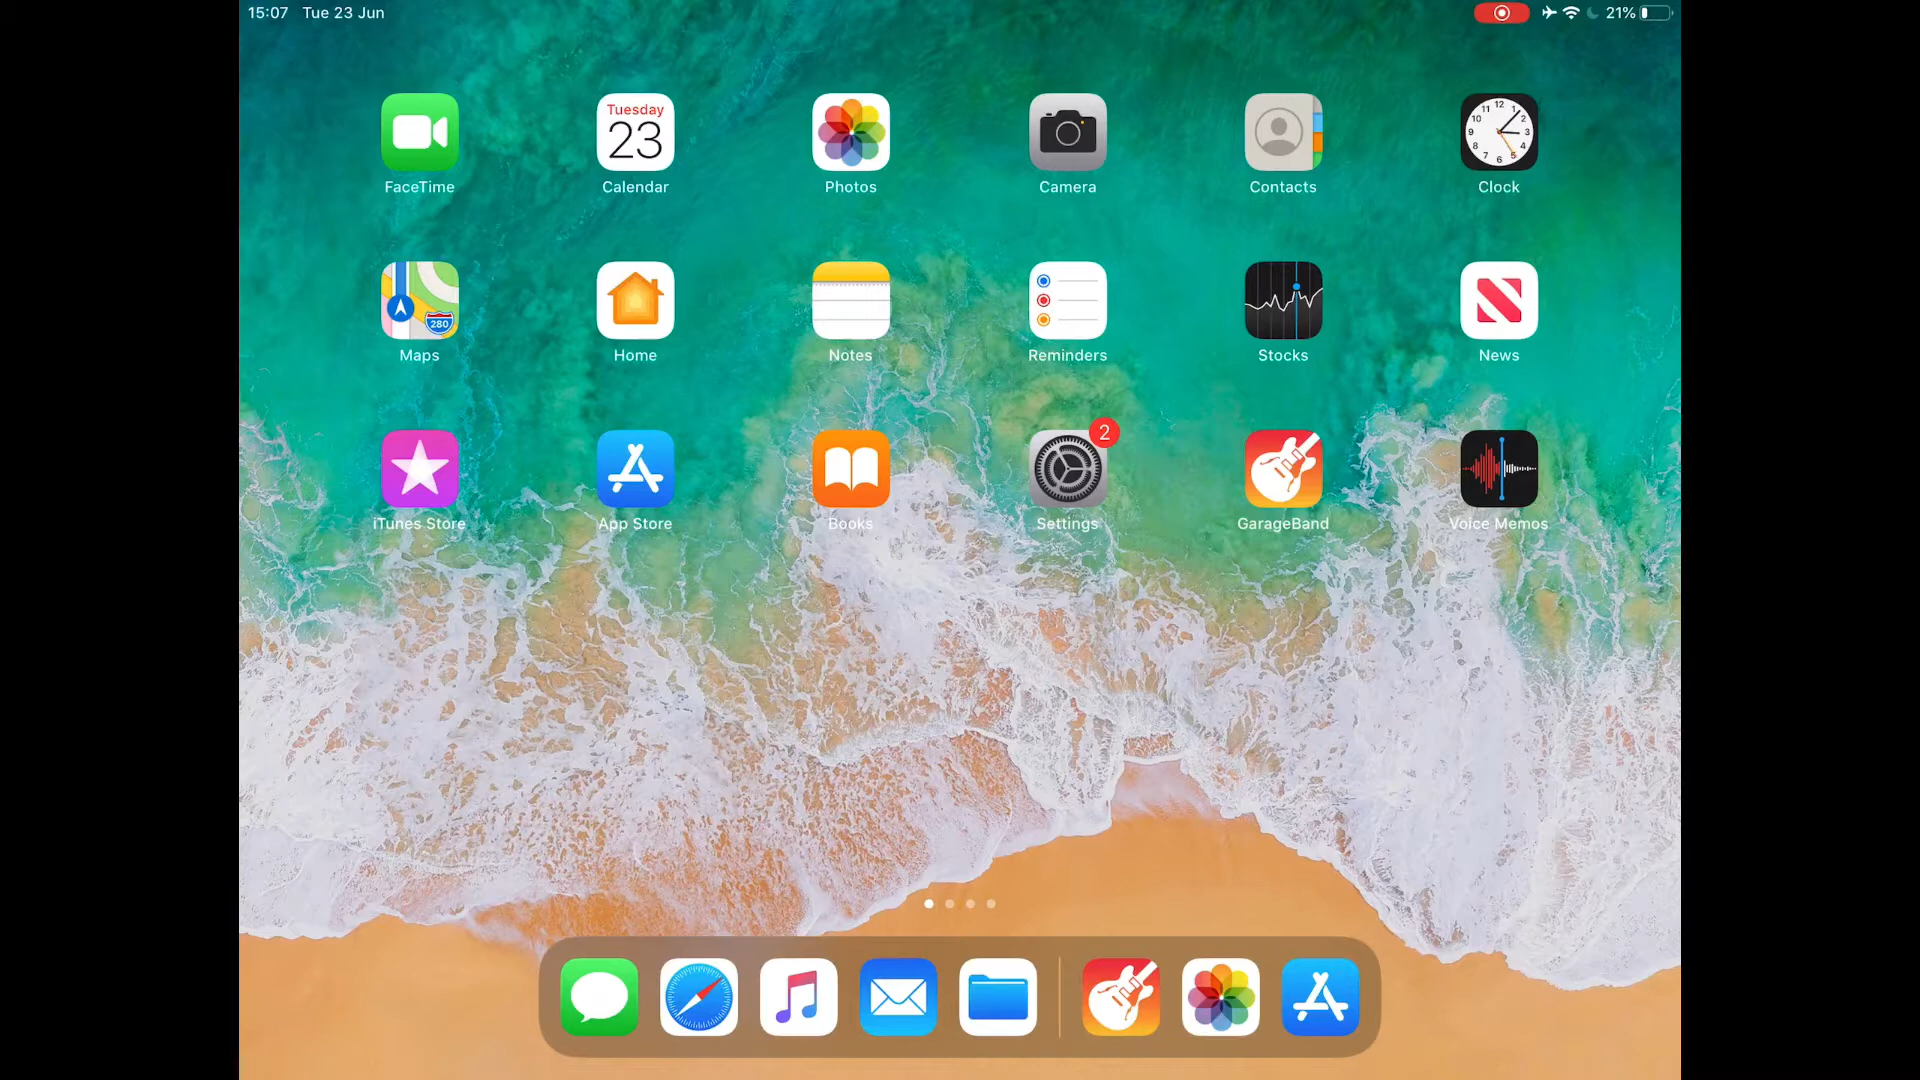 15:07 Tue 23 Jun 21%
Tuesday
23
FaceTime Calendar Photos Camera Contacts Clock
280
Maps Home Notes Reminders Stocks News
2
iTunes Store App Store Books Settings GarageBand Voice Memos